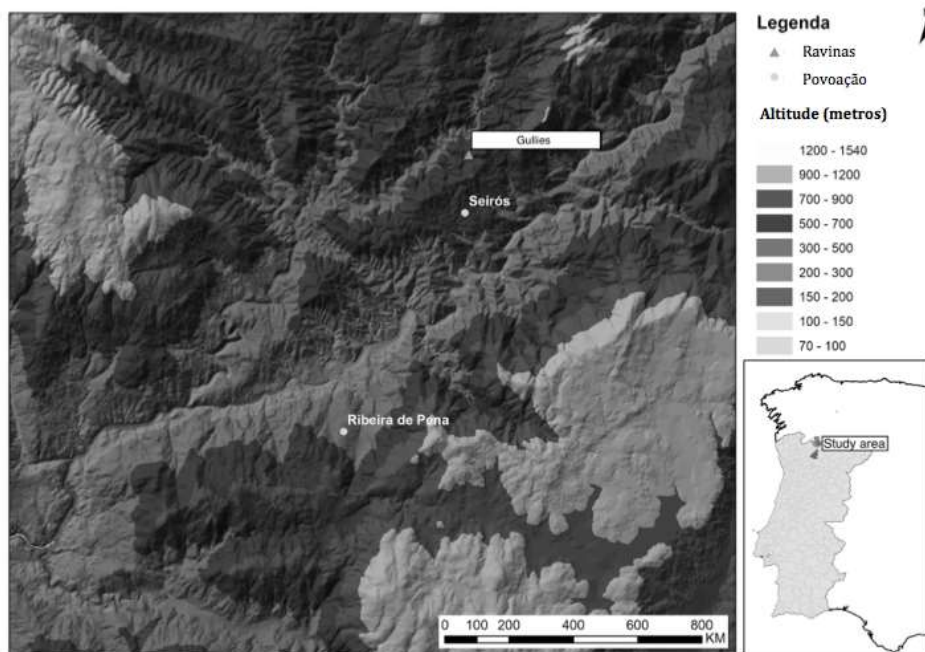 Legenda
Ravinas
Povoação
Altitude (metros)
1200 - 1540
900 - 1200
700 - 900
500 - 700
300 - 500
200 - 300
150 - 200
100 - 150
70 - 100
Gullies
Seirós
Ribeira de Pena
0 100 200 400 600 800
KM
Study area